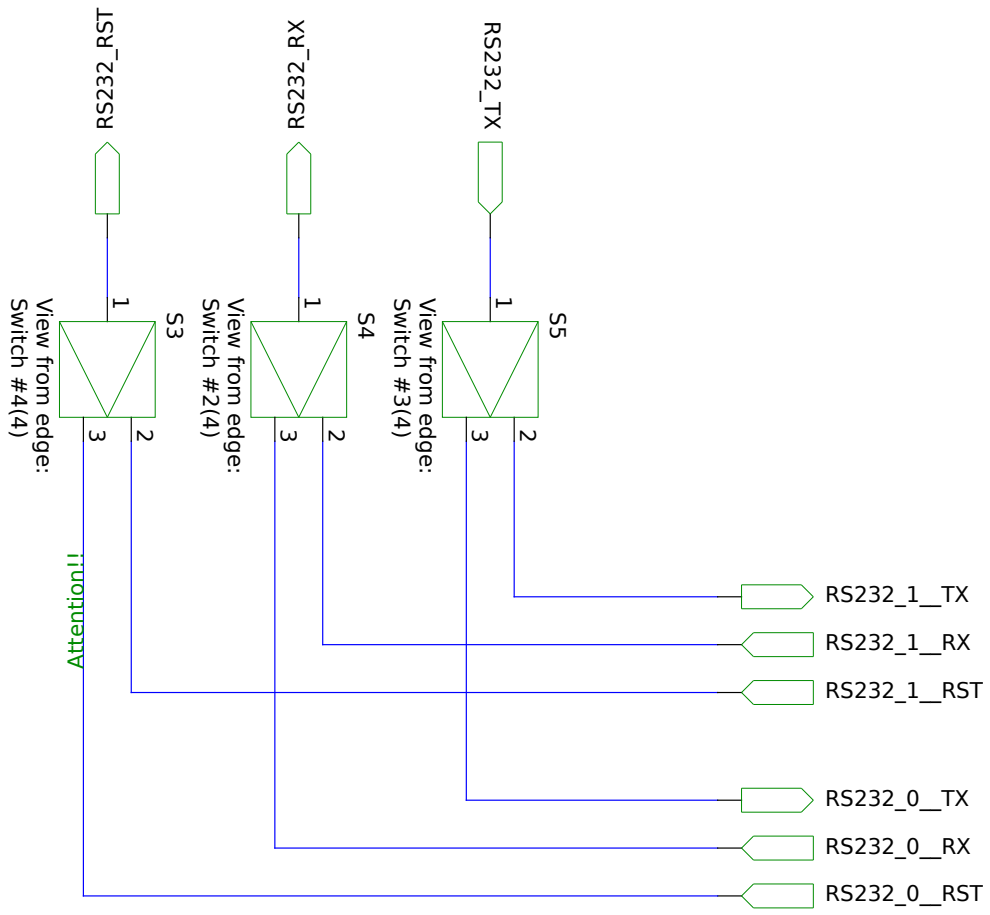 RS232_RST
RS232_RX
RS232_TX
1
S3
View from edge:
Switch #4(4)
3
2
1
S4
View from edge:
Switch #2(4)
3
2
1
S5
View from edge:
Switch #3(4)
3
2
Attention!!
RS232_1__TX
RS232_1__RX
RS232_1__RST
RS232_0__TX
RS232_0__RX
RS232_0__RST